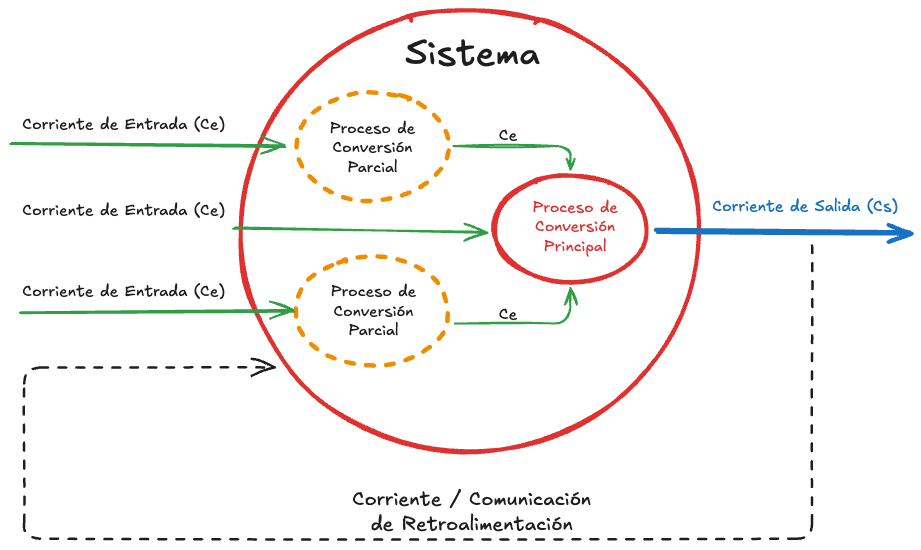 Sistema
Corriente de Entrada (Ce)
Proceso de
Conversión
Parcial
Ce
Corriente de Entrada (Ce)
Proceso de
Conversión
Principal
Corriente de Salida (Cs)
Corriente de Entrada (Ce)
Proceso de
Conversión
Parcial
Ce
Corriente / Comunicación
de Retroalimentación